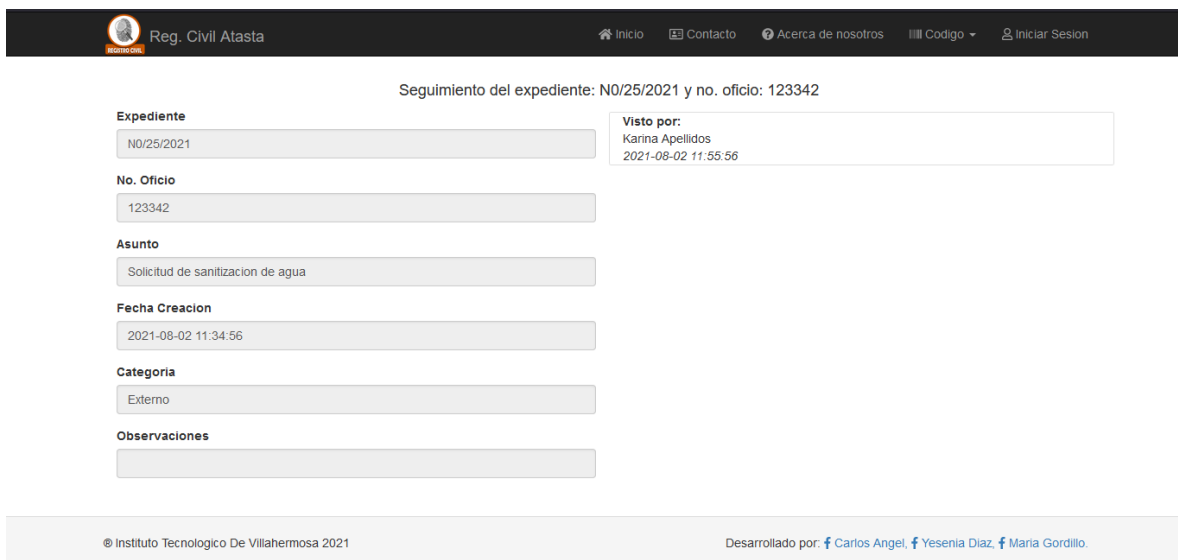 REGISTRO CIVIL
Reg. Civil Atasta
Inicio
Contacto
Acerca de nosotros
Codigo
Iniciar Sesion
Seguimiento del expediente: N0/25/2021 y no. oficio: 123342
Expediente
N0/25/2021
No. Oficio
123342
Asunto
Solicitud de sanitizacion de agua
Fecha Creacion
2021-08-02 11:34:56
Categoria
Externo
Observaciones
Visto por:
Karina Apellidos
2021-08-02 11:55:56
® Instituto Tecnologico De Villahermosa 2021
Desarrollado por: Carlos Angel, Yesenia Diaz, Maria Gordillo.